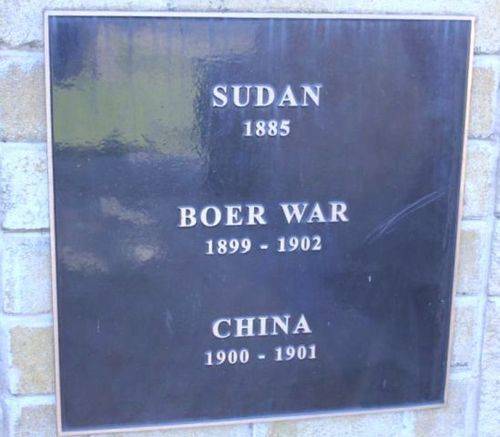 SUDAN
1885
BOER WAR
1899 - 1902
CHINA
1900 - 1901